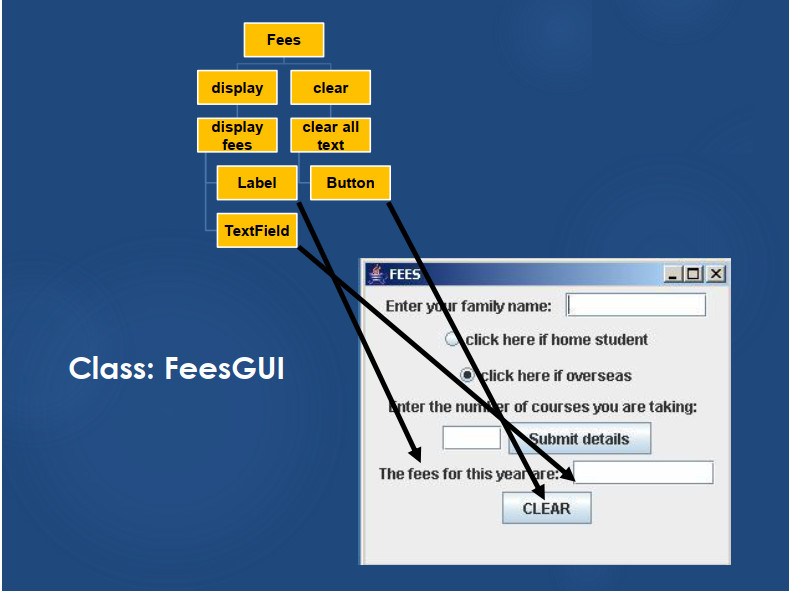 Fees
display
clear
display
fees
clear all
text
Label
Button
TextField
FEES
Enter your family name:
click here if home student
Class: FeesGUI
click here if overseas
Enter the number of courses you are taking:
Submit details
The fees for this year are:
CLEAR